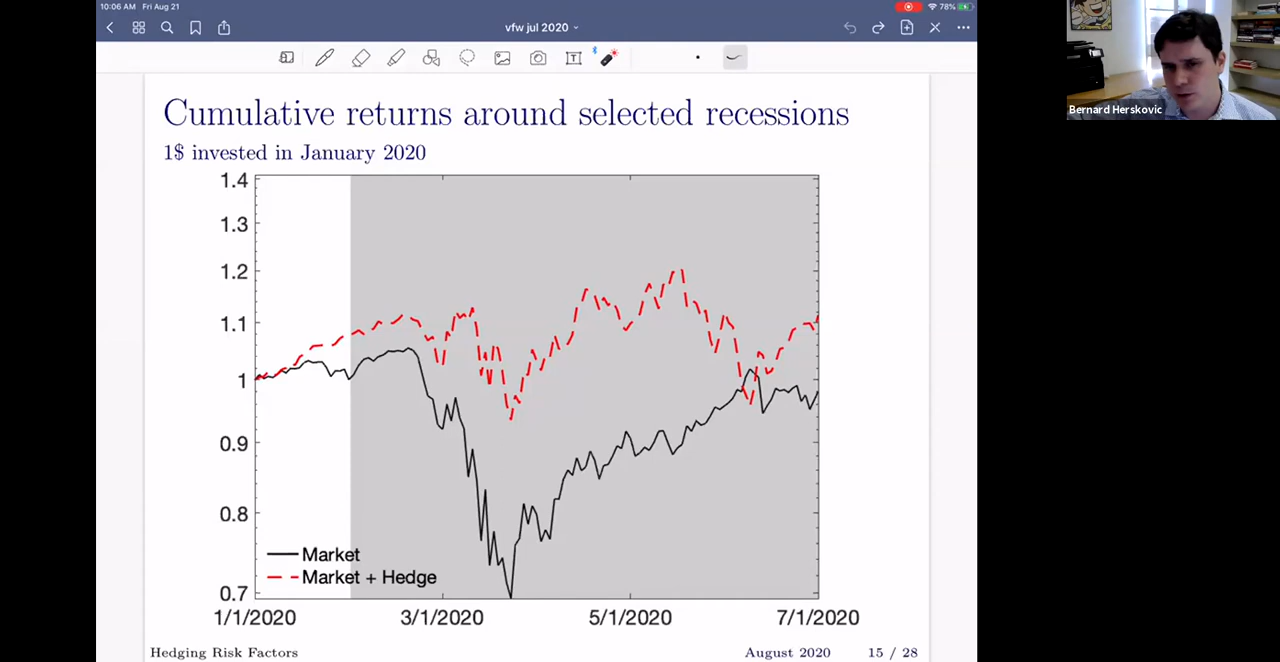 10:06 AM Fri Aug 21
78%
vfw jul 2020
T
Bernard Herskovic
Cumulative returns around selected recessions
1$ invested in January 2020
1.4
1.3
1.2
1.1
1
0.9
0.8
0.7
Market
Market + Hedge
1/1/2020 3/1/2020 5/1/2020 7/1/2020
Hedging Risk Factors August 2020 15 / 28